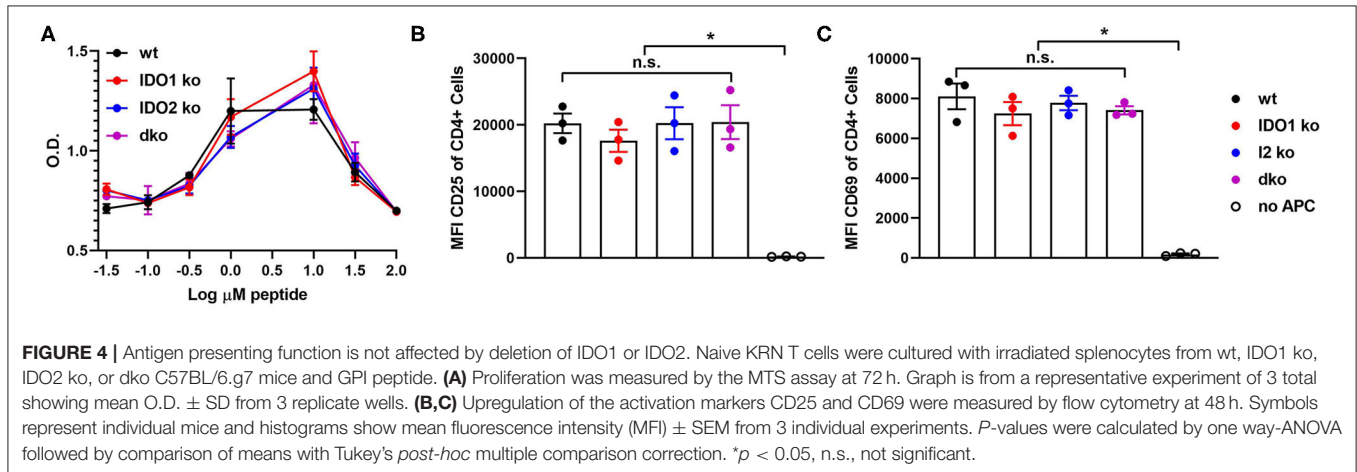 A
1.5
1.0
0.5
O.D.
wt
IDO1 ko
IDO2 ko
dko
-1.5 -1.0 -0.5 0.0 1.0 1.5 2.0
Log μM peptide
B
30000
20000
10000
0
MFI CD25 of CD4+ Cells
*
n.s.
C
10000
8000
6000
4000
2000
0
MFI CD69 of CD4+ Cells
*
n.s.
wt
IDO1 ko
I2 ko
dko
no APC
FIGURE 4 | Antigen presenting function is not affected by deletion of IDO1 or IDO2. Naive KRN T cells were cultured with irradiated splenocytes from wt, IDO1 ko,
IDO2 ko, or dko C57BL/6.g7 mice and GPI peptide. (A) Proliferation was measured by the MTS assay at 72 h. Graph is from a representative experiment of 3 total
showing mean O.D. ± SD from 3 replicate wells. (B,C) Upregulation of the activation markers CD25 and CD69 were measured by flow cytometry at 48 h. Symbols
represent individual mice and histograms show mean fluorescence intensity (MFI) ± SEM from 3 individual experiments. P-values were calculated by one way-ANOVA
followed by comparison of means with Tukey's post-hoc multiple comparison correction. *p < 0.05, n.s., not significant.